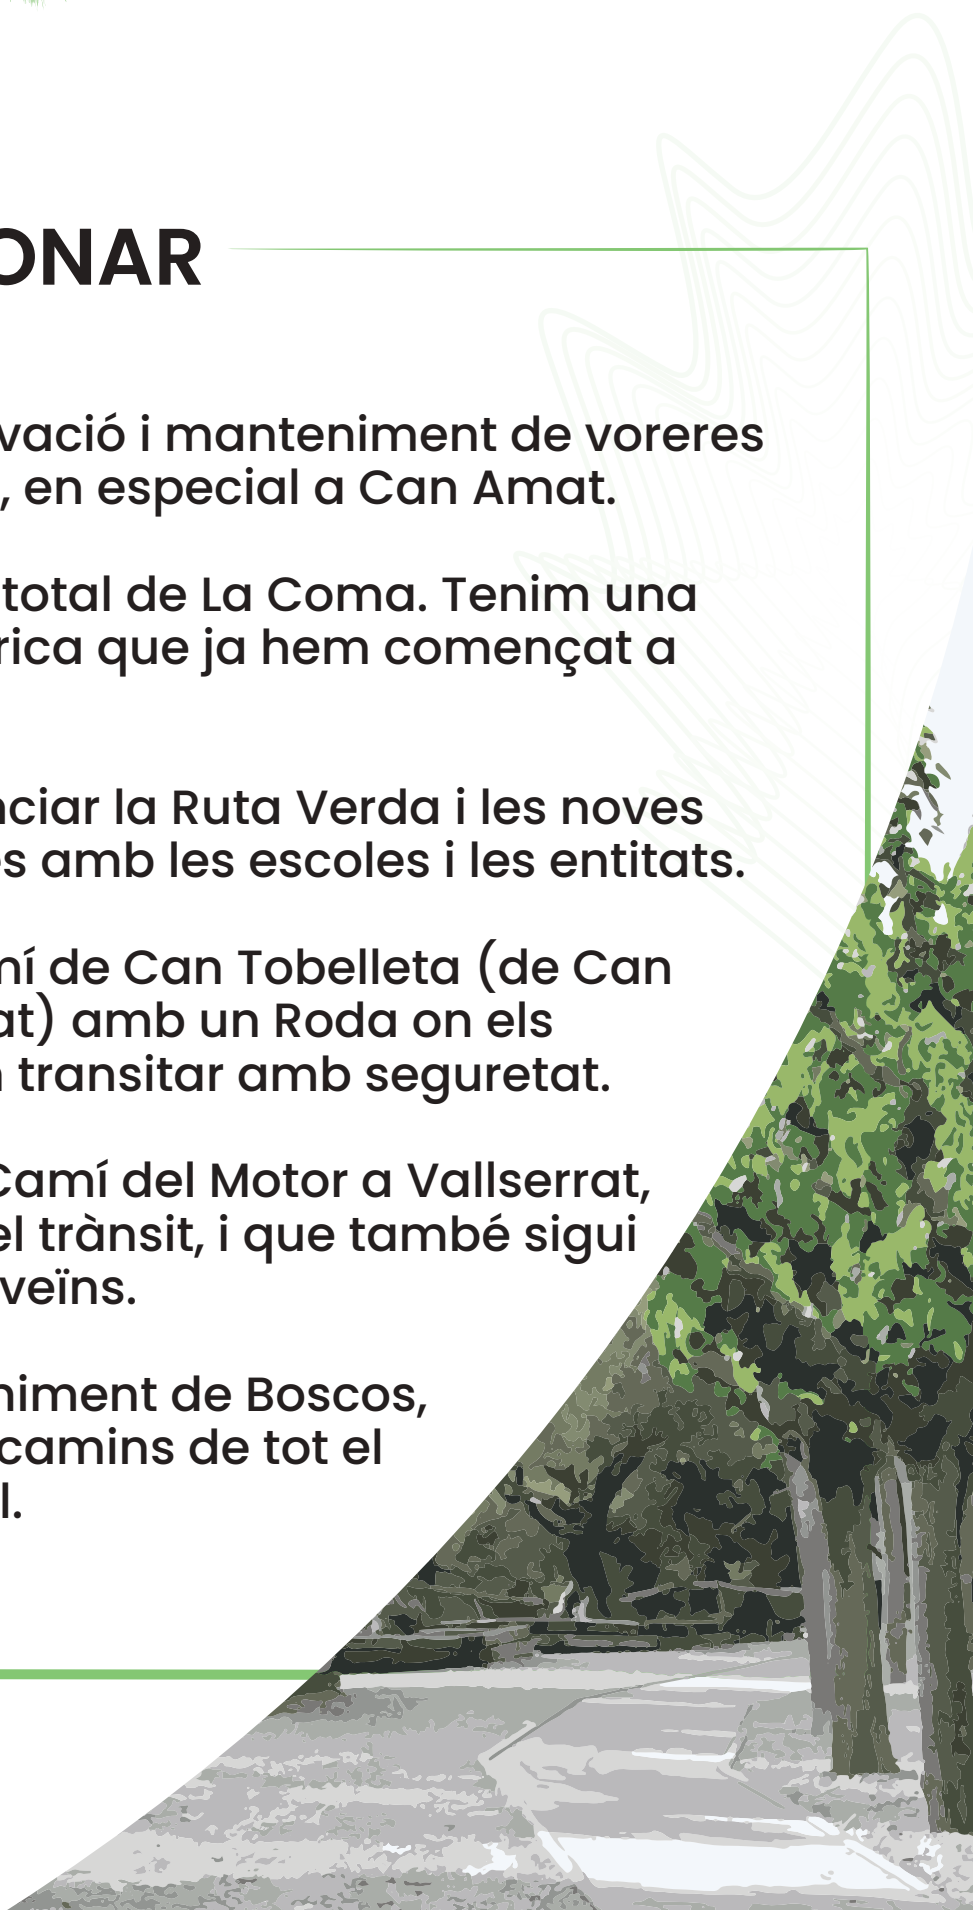 ONAR
vació i manteniment de voreres
, en especial a Can Amat.
total de La Coma. Tenim una
rica que ja hem començat a
nciar la Ruta Verda i les noves
es amb les escoles i les entitats.
mí de Can Tobelleta (de Can
at) amb un Roda on els
n transitar amb seguretat.
Camí del Motor a Vallserrat,
el trànsit, i que també sigui
veïns.
niment de Boscos,
camins de tot el
l.